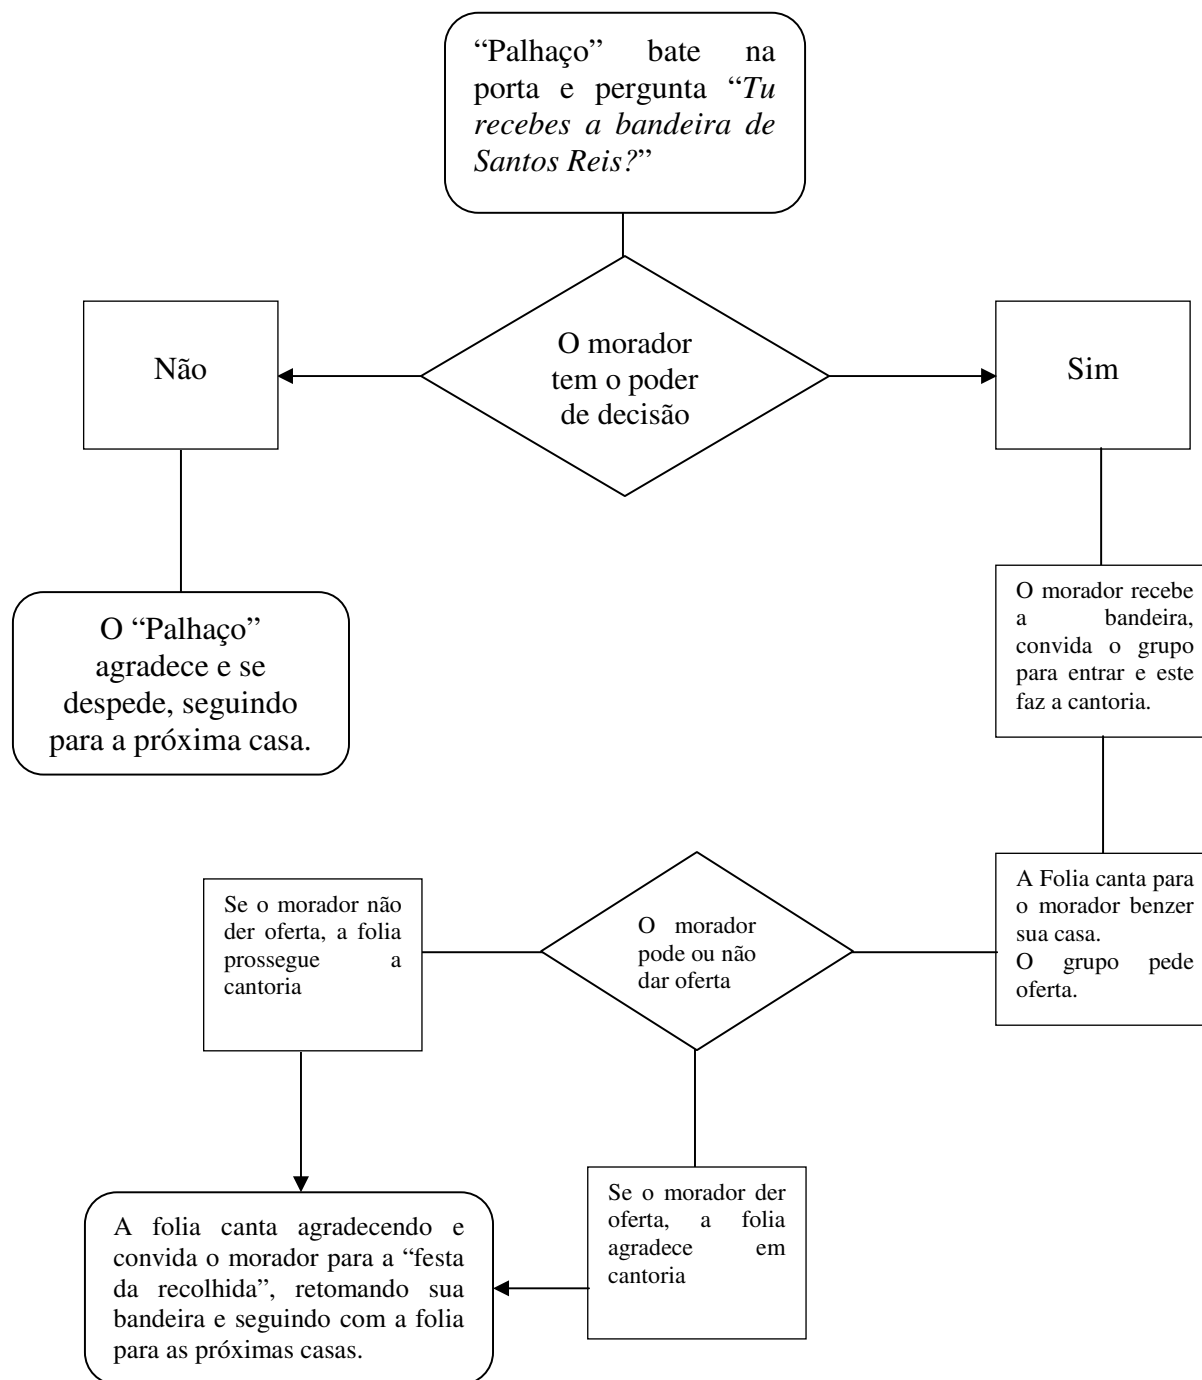 “Palhaço” bate na
porta e pergunta “Tu
recebes a bandeira de
Santos Reis?”
O morador
tem o poder
de decisão
Não
Sim
O “Palhaço”
agradece e se
despede, seguindo
para a próxima casa.
O morador recebe
a bandeira,
convida o grupo
para entrar e este
faz a cantoria.
A Folia canta para
o morador benzer
sua casa.
O grupo pede
oferta.
O morador
pode ou não
dar oferta
Se o morador não
der oferta, a folia
prossegue a
cantoria
Se o morador der
oferta, a folia
agradece em
cantoria
A folia canta agradecendo e
convida o morador para a “festa
da recolhida”, retomando sua
bandeira e seguindo com a folia
para as próximas casas.